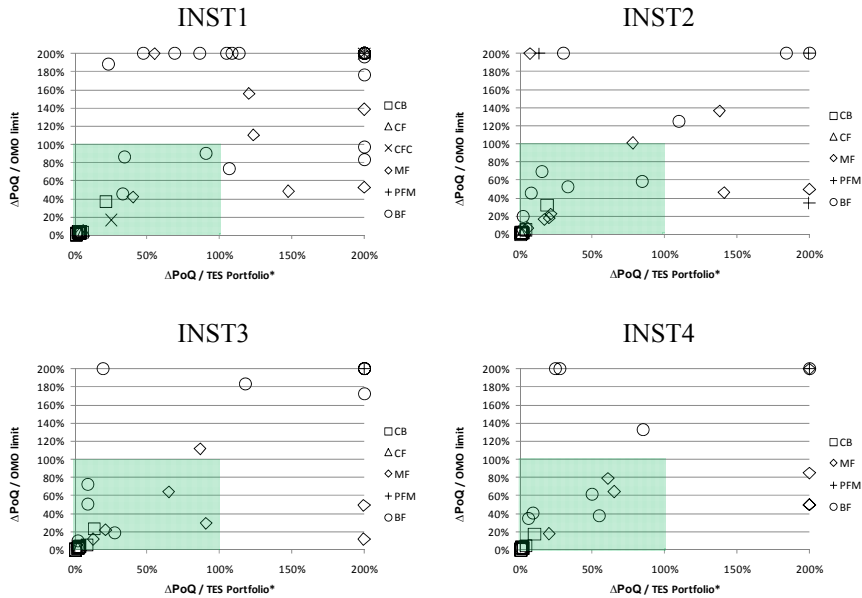 INST1
200%
180%
160%
140%
120%
100%
80%
60%
40%
20%
0%
ΔPoQ / OMO limit
0% 50% 100% 150% 200%
ΔPoQ / TES Portfolio*
CB
CF
CFC
MF
PFM
BF
INST2
200%
180%
160%
140%
120%
100%
80%
60%
40%
20%
0%
ΔPoQ / OMO limit
0% 50% 100% 150% 200%
ΔPoQ / TES Portfolio*
CB
CF
MF
PFM
BF
INST3
200%
180%
160%
140%
120%
100%
80%
60%
40%
20%
0%
ΔPoQ / OMO limit
0% 50% 100% 150% 200%
ΔPoQ / TES Portfolio*
CB
CF
MF
PFM
BF
INST4
200%
180%
160%
140%
120%
100%
80%
60%
40%
20%
0%
ΔPoQ / OMO limit
0% 50% 100% 150% 200%
ΔPoQ / TES Portfolio*
CB
MF
PFM
BF